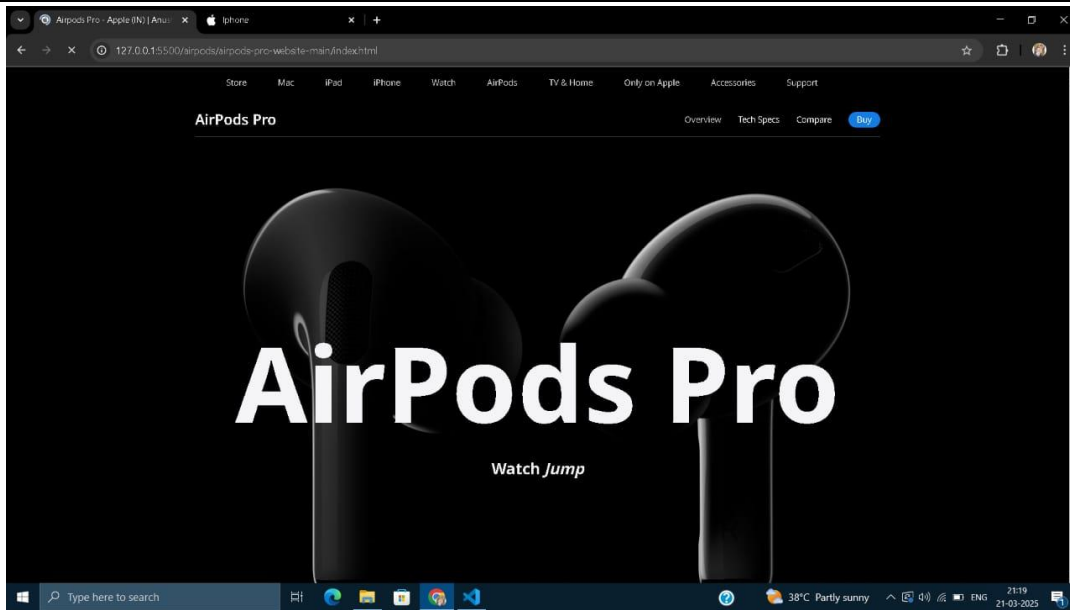 Airpods Pro - Apple (IN) | Anus
Iphone
127.0.0.1:5500/airpods/airpods-pro-website-main/index.html
Store Mac iPad iPhone Watch AirPods TV & Home Only on Apple Accessories Support
AirPods Pro Overview Tech Specs Compare Buy
AirPods Pro
Watch Jump
Type here to search 38°C Partly sunny ENG 21:19
21-03-2025